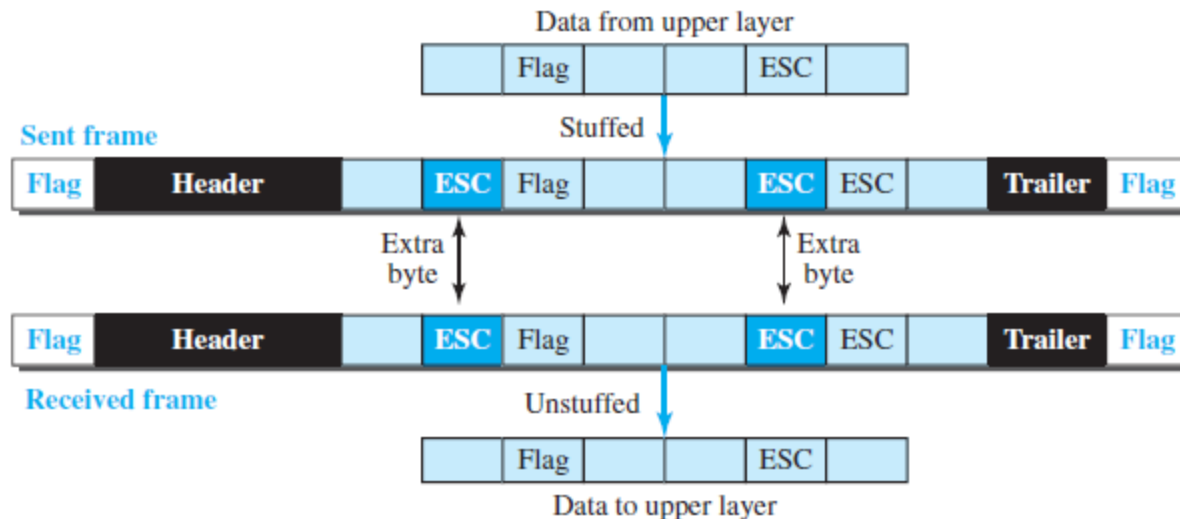 Data from upper layer
Flag ESC
Stuffed
Sent frame
Flag Header ESC Flag ESC ESC Trailer Flag
Extra byte
Extra byte
Flag Header ESC Flag ESC ESC Trailer Flag
Received frame
Unstuffed
Flag ESC
Data to upper layer